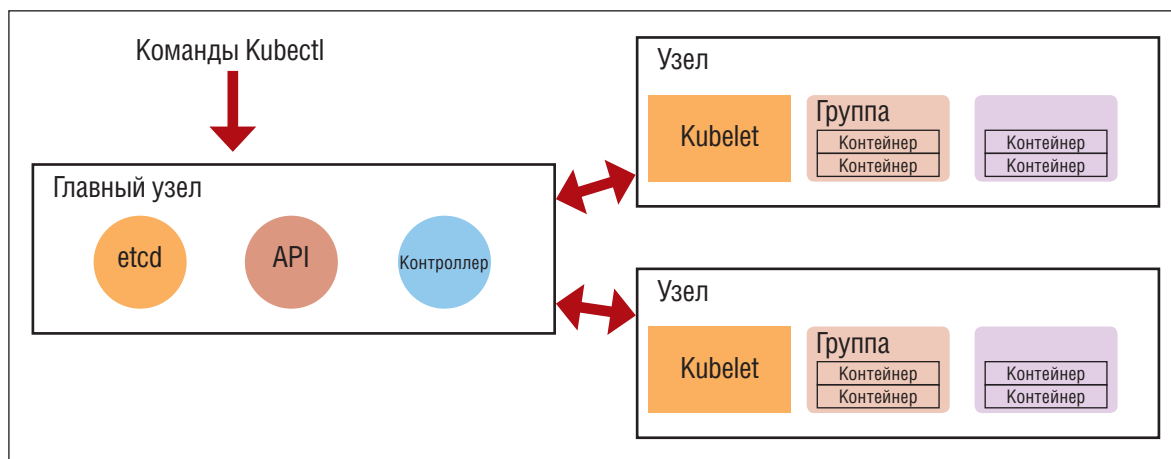 Команды Kubectl
Главный узел
etcd
API
Контроллер
Узел
Kubelet
Группа
Контейнер
Контейнер
Контейнер
Контейнер
Узел
Kubelet
Группа
Контейнер
Контейнер
Контейнер
Контейнер